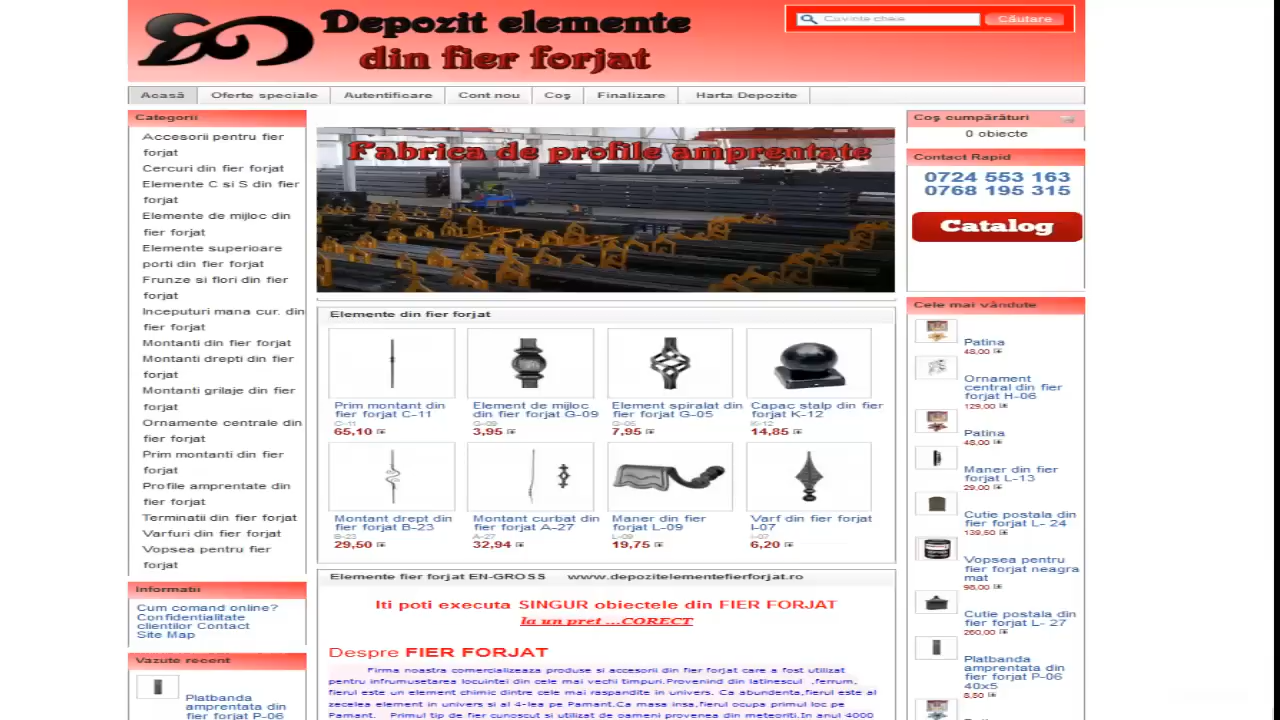 Depozit elemente
din fier forjat
Cuvinte cheie
Căutare
Acasă
Oferte speciale
Autentificare
Cont nou
Coș
Finalizare
Harta Depozite
Categorii
Accesorii pentru fier
forjat
Cercuri din fier forjat
Elemente C si S din fier
forjat
Elemente de mijloc din
fier forjat
Elemente superioare
porti din fier forjat
Frunze si flori din fier
forjat
Inceputuri mana cur. din
fier forjat
Montanti din fier forjat
Montanti drepti din fier
forjat
Montanti grilaje din fier
forjat
Ornamente centrale din
fier forjat
Prim montanti din fier
forjat
Profile amprentate din
fier forjat
Terminatii din fier forjat
Varfuri din fier forjat
Vopsea pentru fier
forjat
Informatii
Cum comand online?
Confidentialitate
clientilor Contact
Site Map
Vazute recent
Platbanda
amprentata din
fier forjat P-06
Fabrica de profile amprentate
Elemente din fier forjat
Prim montant din
fier forjat C-11
C-11
65,10
Element de mijloc
din fier forjat G-09
G-09
3,95
Element spiralat din
fier forjat G-05
G-05
7,95
Capac stalp din fier
forjat K-12
K-12
14,85
Montant drept din
fier forjat B-23
B-23
29,50
Montant curbat din
fier forjat A-27
A-27
32,94
Maner din fier
forjat L-09
L-09
19,75
Varf din fier forjat
I-07
I-07
6,20
Elemente fier forjat EN-GROSS www.depozitelementefierforjat.ro
Iti poti executa SINGUR obiectele din FIER FORJAT
la un pret ...CORECT
Despre FIER FORJAT
Firma noastra comercializeaza produse si accesorii din fier forjat care a fost utilizat
pentru infrumusetarea locuintei din cele mai vechi timpuri.Provenind din latinescul ,ferrum,
fierul este un element chimic dintre cele mai raspandite in univers. Ca abundenta,fierul este al
zecelea element in univers si al 4-lea pe Pamant.Ca masa insa,fierul ocupa primul loc pe
Pamant. Primul tip de fier cunoscut si utilizat de oameni provenea din meteoriti.In anul 4000
Coș cumpărături
0 obiecte
Contact Rapid
0724 553 163
0768 195 315
Catalog
Cele mai vândute
Patina
48,00
Ornament
central din fier
forjat H-06
129,00
Patina
48,00
Maner din fier
forjat L-13
29,00
Cutie postala din
fier forjat L- 24
139,50
Vopsea pentru
fier forjat neagra
mat
98,00
Cutie postala din
fier forjat L- 27
260,00
Platbanda
amprentata din
fier forjat P-06
40x5
8,50